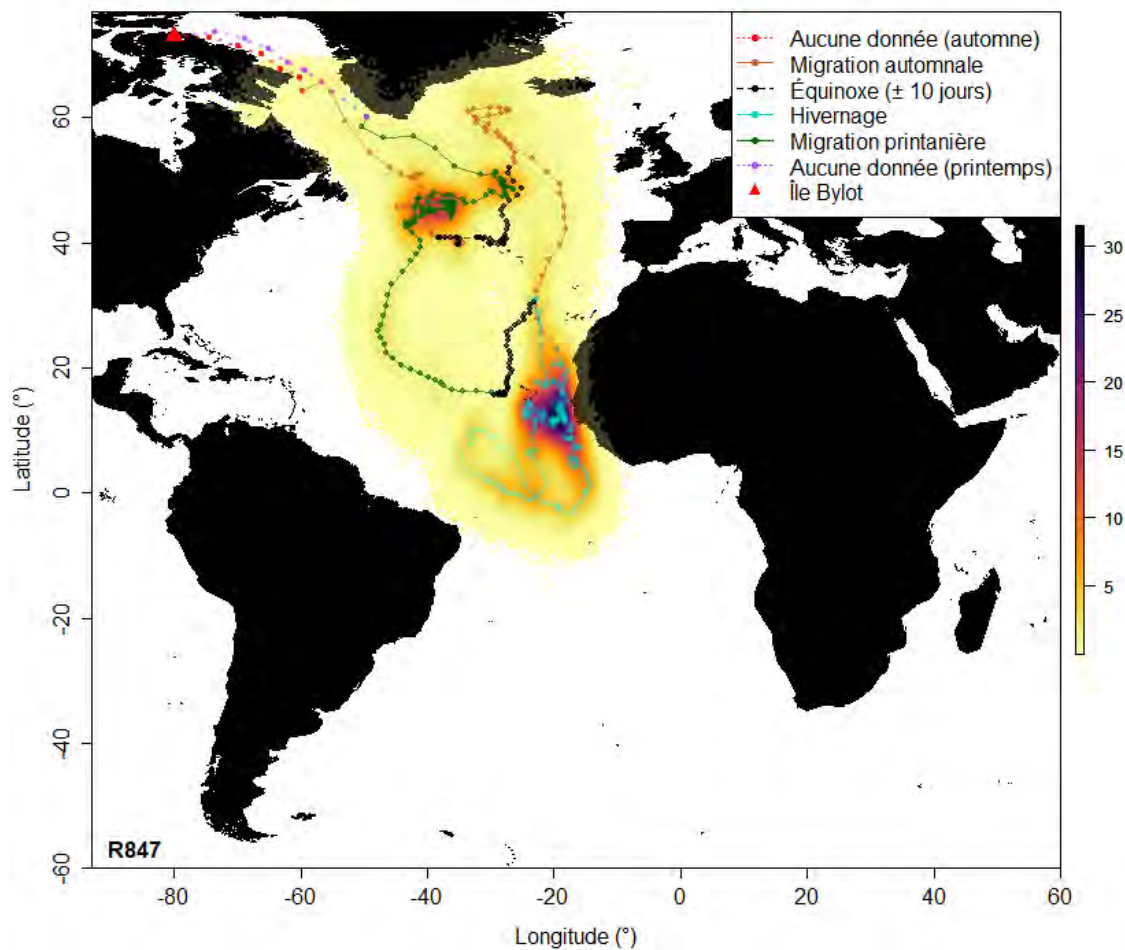 Aucune donnée (automne)
Migration automnale
Équinoxe (± 10 jours)
Hivernage
Migration printanière
Aucune donnée (printemps)
Île Bylot
60
40
20
0
-20
-40
-60
Latitude (°)
30
25
20
15
10
5
R847
-80 -60 -40 -20 0 20 40 60
Longitude (°)